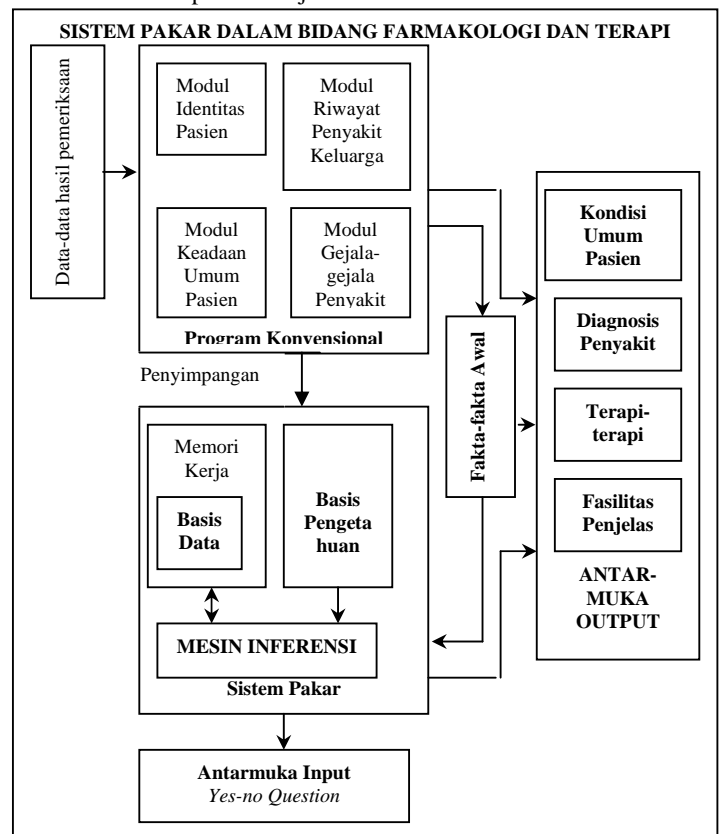 SISTEM PAKAR DALAM BIDANG FARMAKOLOGI DAN TERAPI
Data-data hasil pemeriksaan
Modul
Identitas
Pasien
Modul
Riwayat
Penyakit
Keluarga
Modul
Keadaan
Umum
Pasien
Modul
Gejala-
gejala
Penyakit
Program Konvensional
Penyimpangan
Memori
Kerja
Basis
Data
Basis
Pengeta
huan
MESIN INFERENSI
Sistem Pakar
Fakta-fakta Awal
Kondisi
Umum
Pasien
Diagnosis
Penyakit
Terapi-
terapi
Fasilitas
Penjelas
ANTAR-
MUKA
OUTPUT
Antarmuka Input
Yes-no Question